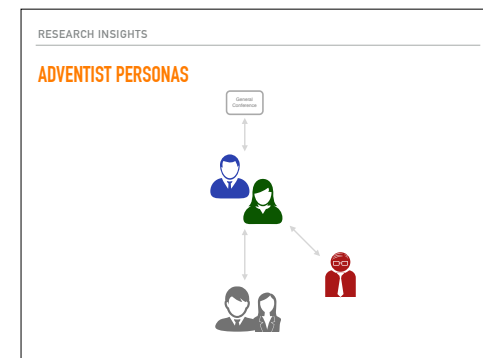 RESEARCH INSIGHTS
ADVENTIST PERSONAS
General
Conference